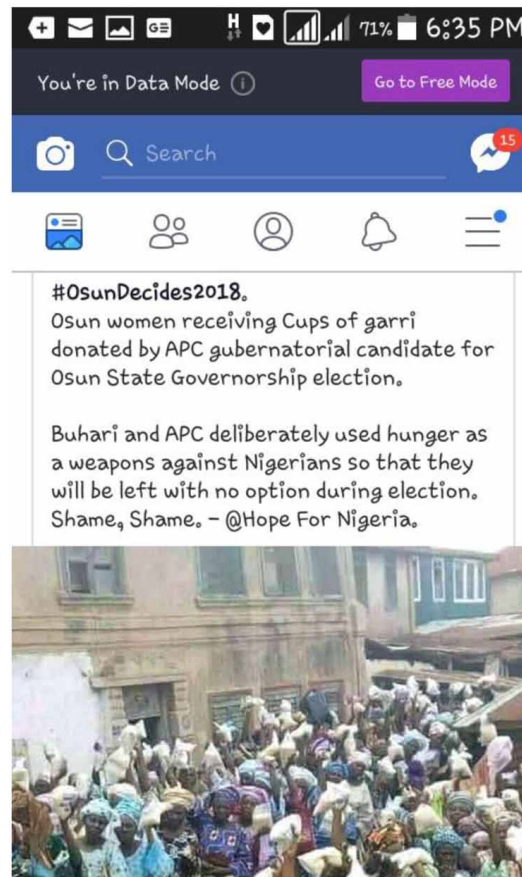 71% 6:35 PM
You're in Data Mode
Go to Free Mode
Search
15
#OsunDecides2018.
Osun women receiving Cups of garri
donated by APC gubernatorial candidate for
Osun State Governorship election.
Buhari and APC deliberately used hunger as
a weapons against Nigerians so that they
will be left with no option during election.
Shame, Shame. - @Hope For Nigeria.